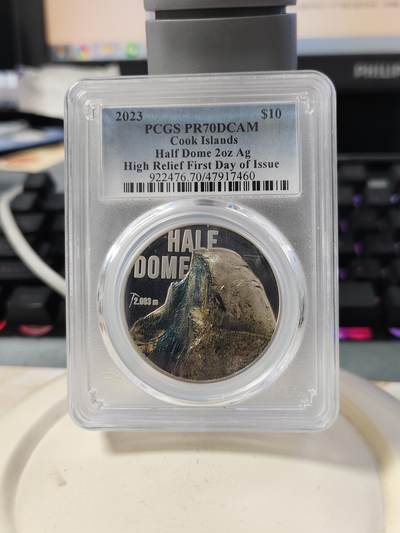 PHILIPS
2023 $10
PCGS PR70DCAM
Cook Islands
Half Dome 2oz Ag
High Relief First Day of Issue
922476.70/47917460
HALF
DOME
2.693 m